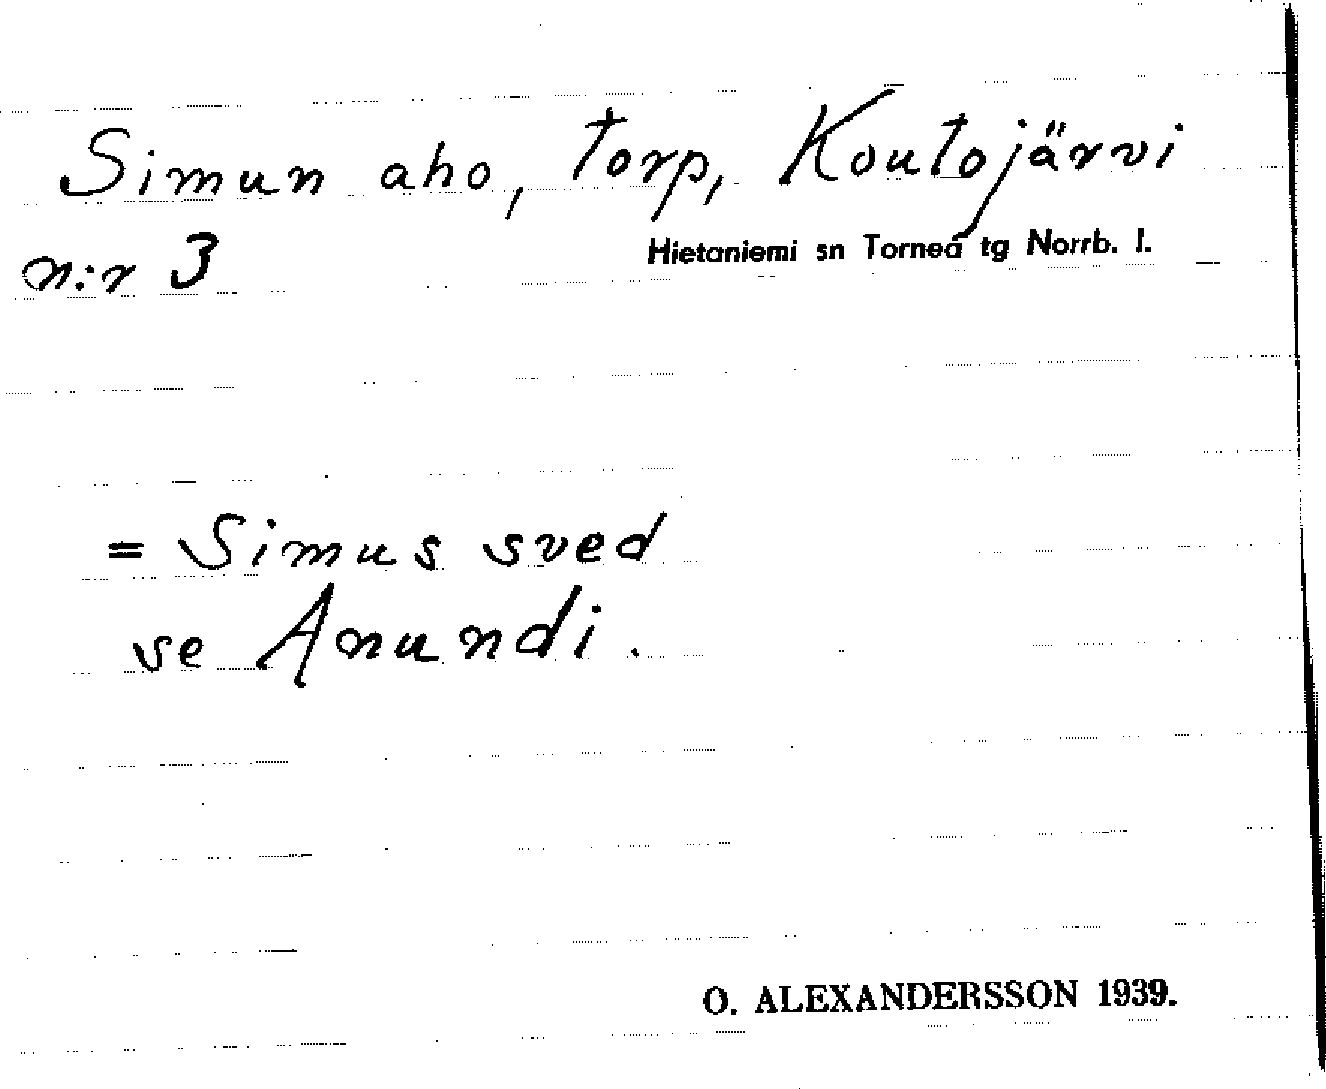 Simun aho, torp, Koutojärvi
n:r 3
Hietaniemi sn Torneå tg Norrb. l.
= Simus sved
se Anundi.
O. ALEXANDERSSON 1939.